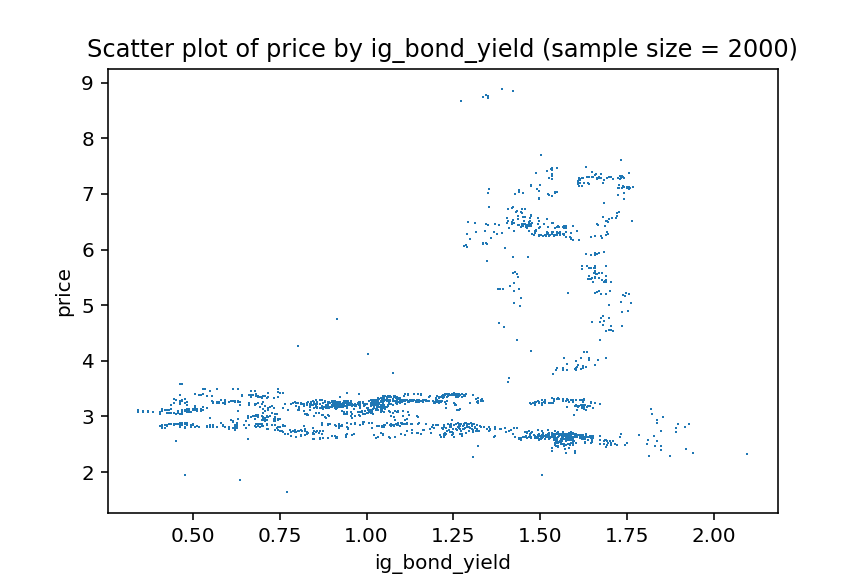 Scatter plot of price by ig_bond_yield (sample size = 2000)
9
8
7
6
5
4
3
2
price
0.50 0.75 1.00 1.25 1.50 1.75 2.00
ig_bond_yield